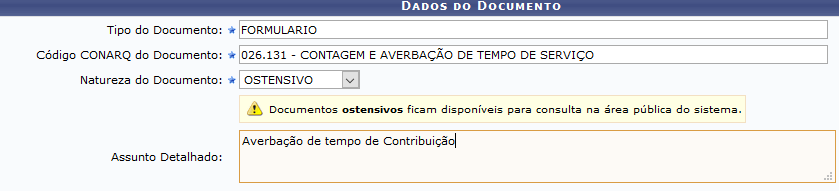 DADOS DO DOCUMENTO
Tipo do Documento: FORMULARIO
Código CONARQ do Documento: 026.131 - CONTAGEM E AVERBAÇÃO DE TEMPO DE SERVIÇO
Natureza do Documento: OSTENSIVO
Documentos ostensivos ficam disponíveis para consulta na área pública do sistema.
Assunto Detalhado: Averbação de tempo de Contribuição